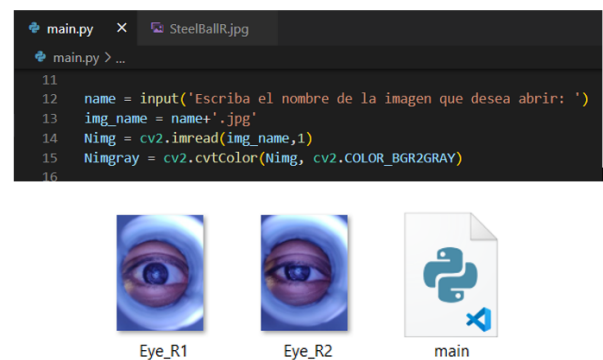 main.py SteelBallR.jpg
main.py > ...
11
12 name = input('Escriba el nombre de la imagen que desea abrir: ')
13 img_name = name+'.jpg'
14 Nimg = cv2.imread(img_name,1)
15 Nimgray = cv2.cvtColor(Nimg, cv2.COLOR_BGR2GRAY)
16
Eye_R1 Eye_R2 main